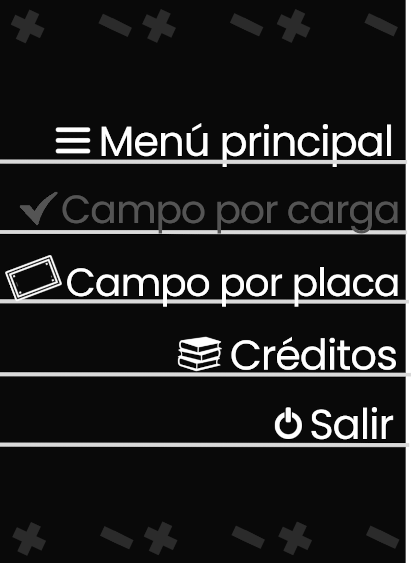 Menú principal
Campo por carga
Campo por placa
Créditos
Salir